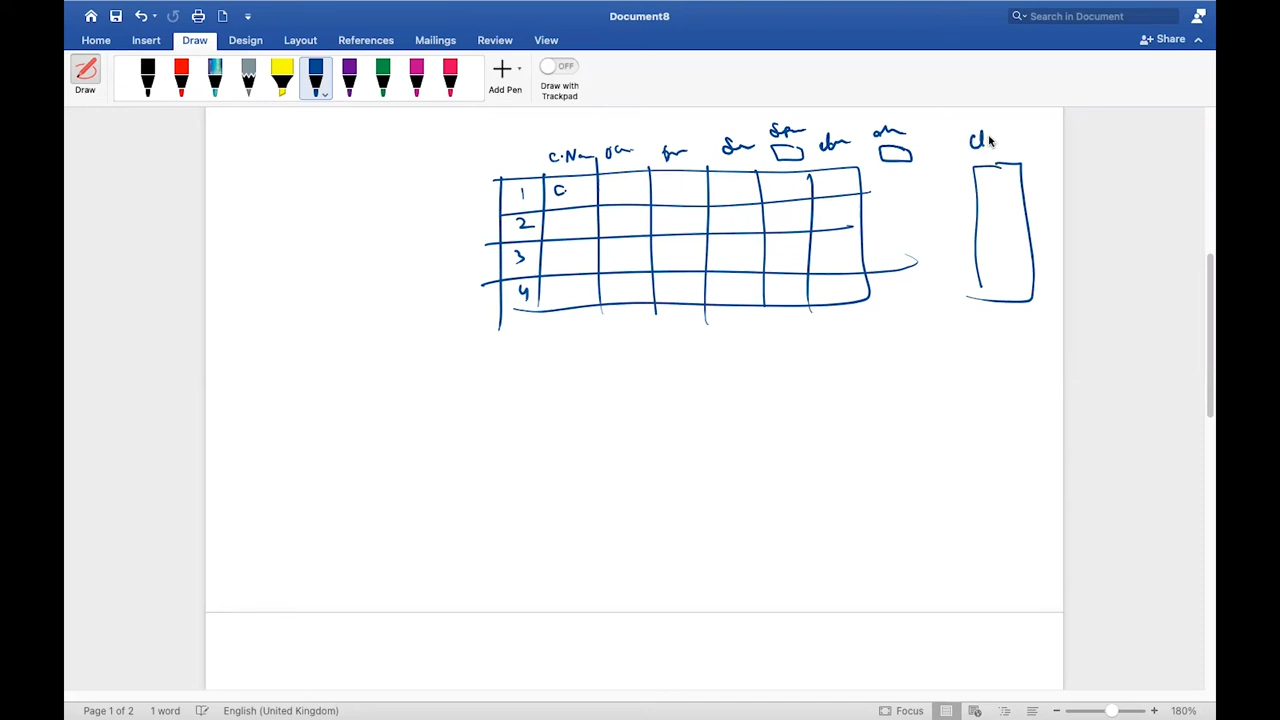 Document8
Search in Document
Home Insert Draw Design Layout References Mailings Review View
Share
Draw
Add Pen
OFF
Draw with
Trackpad
C.Na
1
2
3
4
Page 1 of 2 1 word English (United Kingdom) Focus 180%